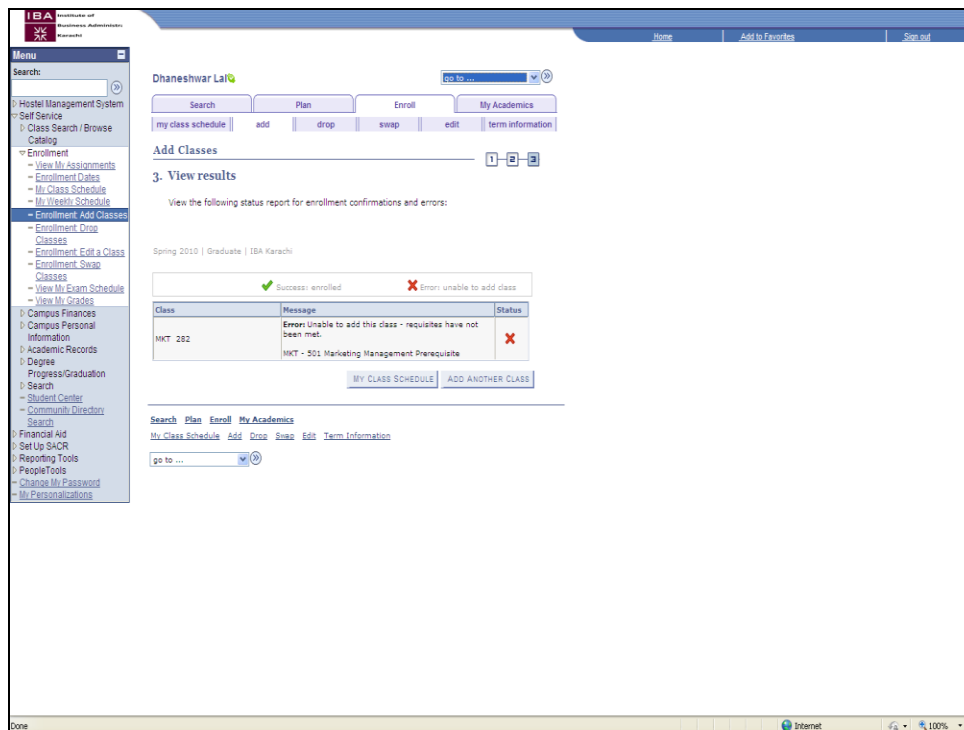 IBA Institute of
Business Administr:
Karachi
Home Add to Favorites Sign out
Menu
Search:
Hostel Management System
Self Service
Class Search / Browse
Catalog
Enrollment
View My Assignments
Enrollment Dates
My Class Schedule
My Weekly Schedule
Enrollment: Add Classes
Enrollment: Drop
Classes
Enrollment: Edit a Class
Enrollment: Swap
Classes
View My Exam Schedule
View My Grades
Campus Finances
Campus Personal
Information
Academic Records
Degree
Progress/Graduation
Search
Student Center
Community Directory
Search
Financial Aid
Set Up SACR
Reporting Tools
PeopleTools
Change My Password
My Personalizations
Dhaneshwar Lal
go to ...
Search Plan Enroll My Academics
my class schedule add drop swap edit term information
Add Classes
1 2 3
3. View results
View the following status report for enrollment confirmations and errors:
Spring 2010 | Graduate | IBA Karachi
Success: enrolled Error: unable to add class
Class Message Status
MKT 282
Error: Unable to add this class - requisites have not
been met.
MKT - 501 Marketing Management Prerequisite
MY CLASS SCHEDULE ADD ANOTHER CLASS
Search Plan Enroll My Academics
My Class Schedule Add Drop Swap Edit Term Information
go to ...
Done Internet 100%